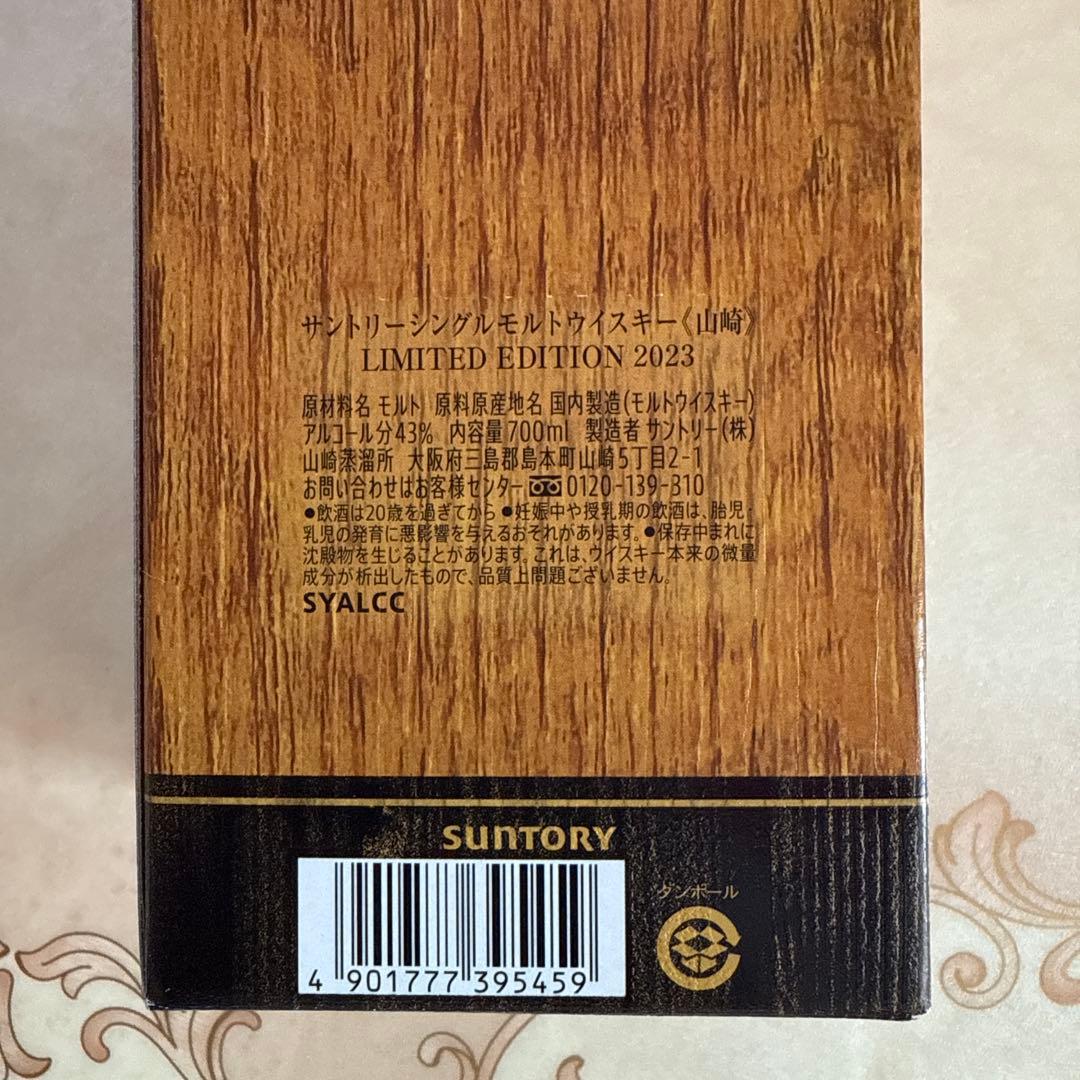 サントリーシングルモルトウイスキー《山崎》
LIMITED EDITION 2023
原材料名 モルト 原料原産地名 国内製造(モルトウイスキー)
アルコール分43% 内容量700ml 製造者 サントリー(株)
山崎蒸溜所 大阪府三島郡島本町山崎5丁目2-1
お問い合わせはお客様センター 0120-139-310
●飲酒は20歳を過ぎてから ●妊娠中や授乳期の飲酒は、胎児・
乳児の発育に悪影響を与えるおそれがあります。●保存中まれに
沈殿物を生じることがあります。これは、ウイスキー本来の微量
成分が析出したもので、品質上問題ございません。
SYALCC
SUNTORY
ダンボール
4 901777 395459